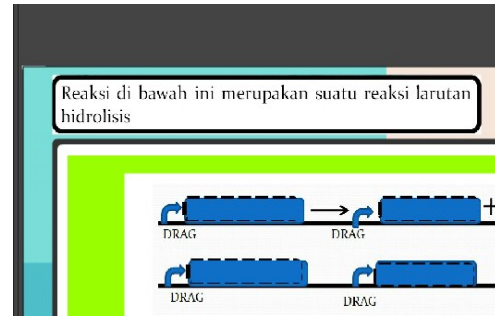 Reaksi di bawah ini merupakan suatu reaksi larutan
hidrolisis
→ +
DRAG DRAG
DRAG DRAG